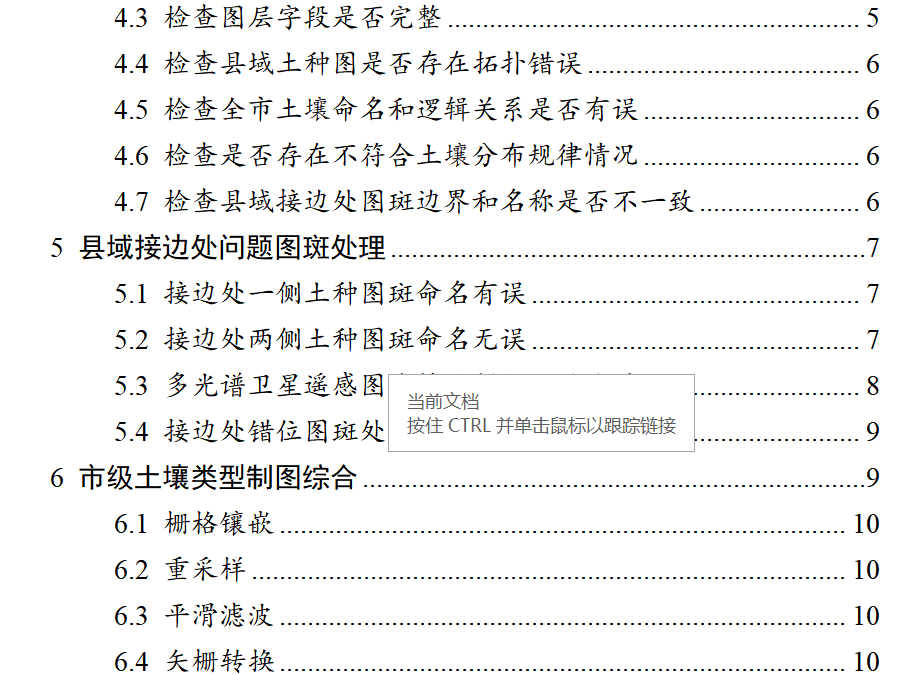 4.3 检查图层字段是否完整 5
4.4 检查县域土种图是否存在拓扑错误 6
4.5 检查全市土壤命名和逻辑关系是否有误 6
4.6 检查是否存在不符合土壤分布规律情况 6
4.7 检查县域接边处图斑边界和名称是否不一致 6
5 县域接边处问题图斑处理 7
5.1 接边处一侧土种图斑命名有误 7
5.2 接边处两侧土种图斑命名无误 7
5.3 多光谱卫星遥感图 8
当前文档
按住 CTRL 并单击鼠标以跟踪链接
5.4 接边处错位图斑处 9
6 市级土壤类型制图综合 9
6.1 栅格镶嵌 10
6.2 重采样 10
6.3 平滑滤波 10
6.4 矢栅转换 10